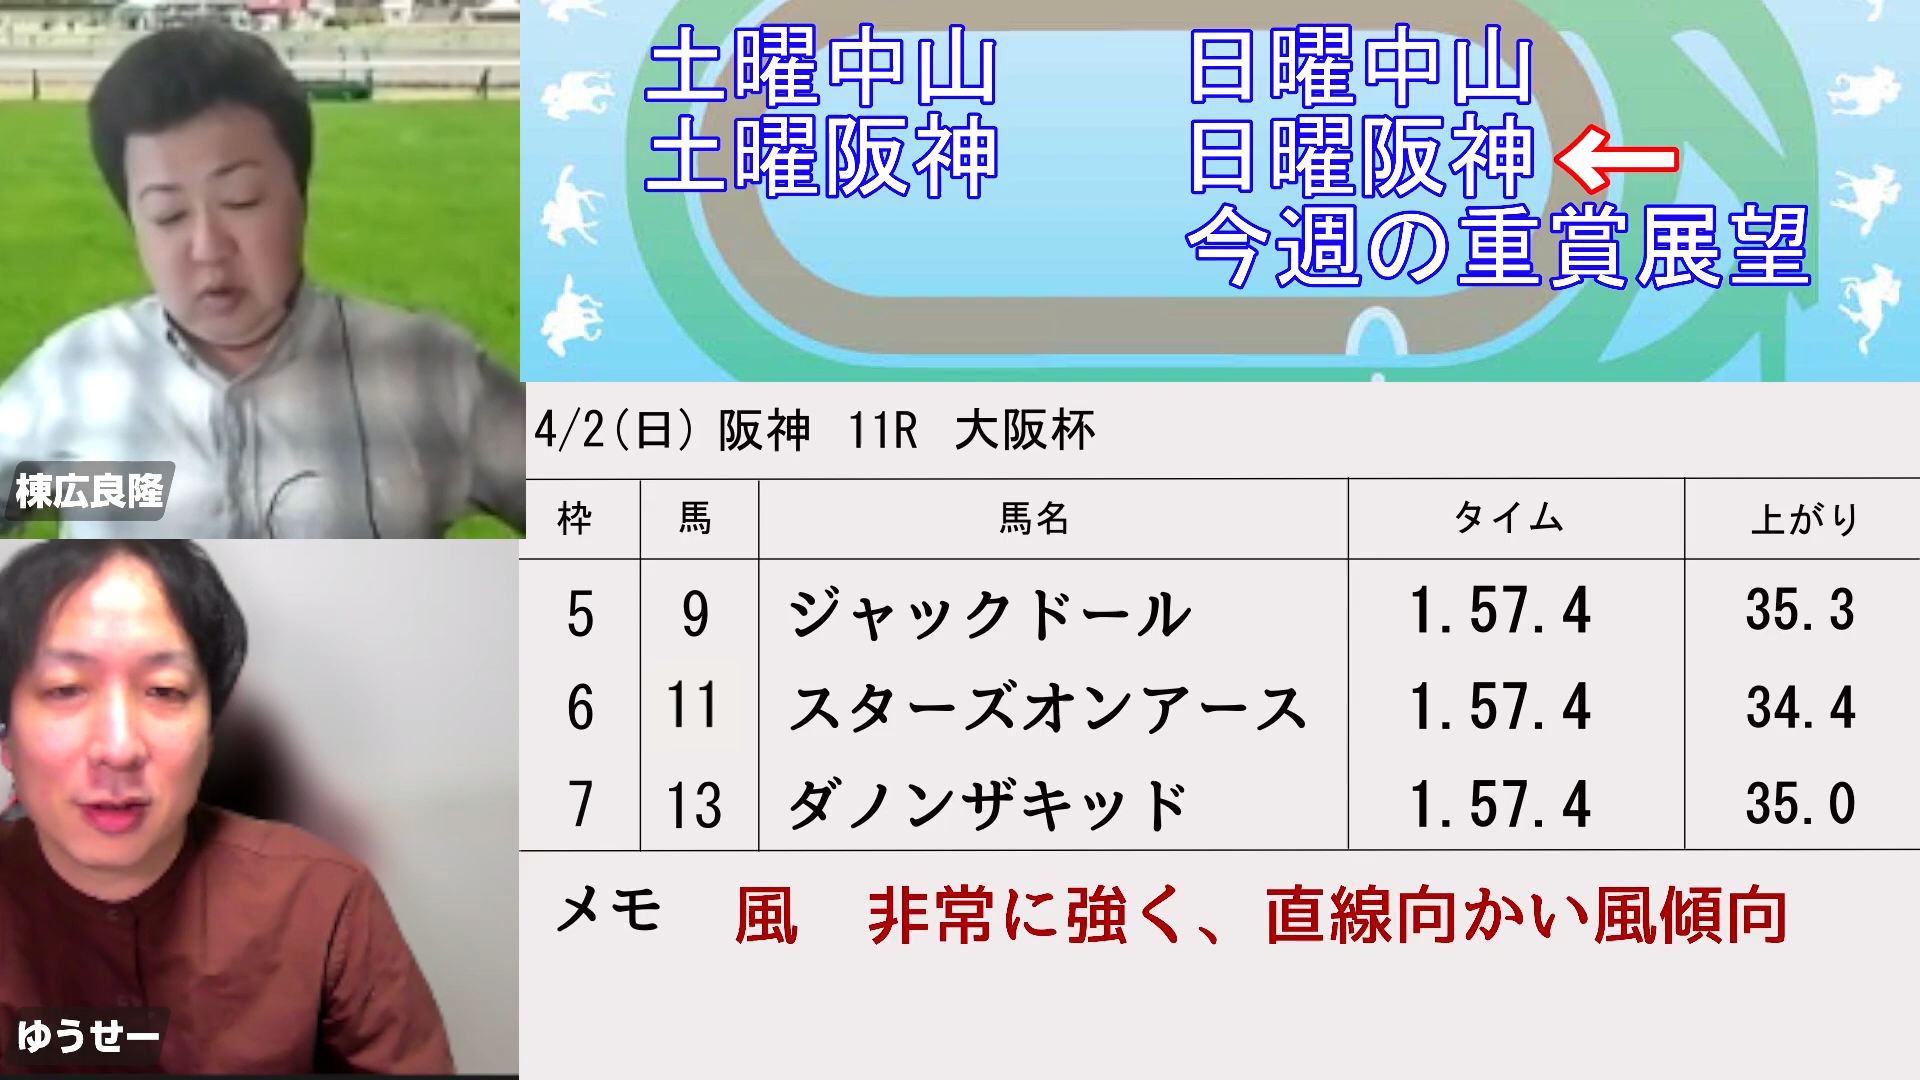 土曜中山 日曜中山
土曜阪神 日曜阪神
今週の重賞展望
4/2(日) 阪神 11R 大阪杯
枠 馬 馬名 タイム 上がり
5 9 ジャックドール 1.57.4 35.3
6 11 スターズオンアース 1.57.4 34.4
7 13 ダノンザキッド 1.57.4 35.0
メモ 風 非常に強く、直線向かい風傾向
棟広良隆
ゆうせー